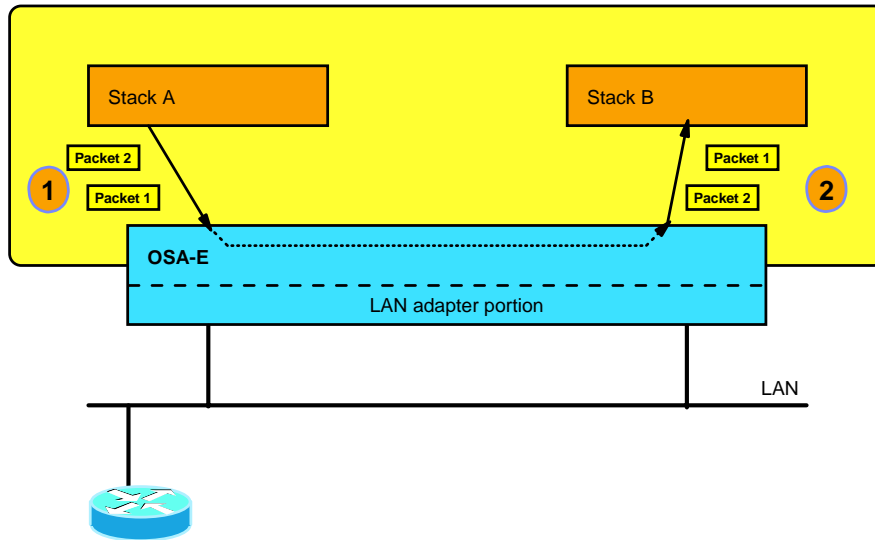 Stack A
Stack B
Packet 2
Packet 1
1
Packet 1
Packet 2
2
OSA-E
LAN adapter portion
LAN